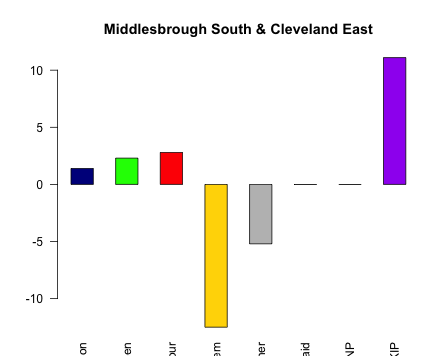 Middlesbrough South & Cleveland East
10
5
0
-5
-10
on
en
our
em
her
aid
NP
KIP